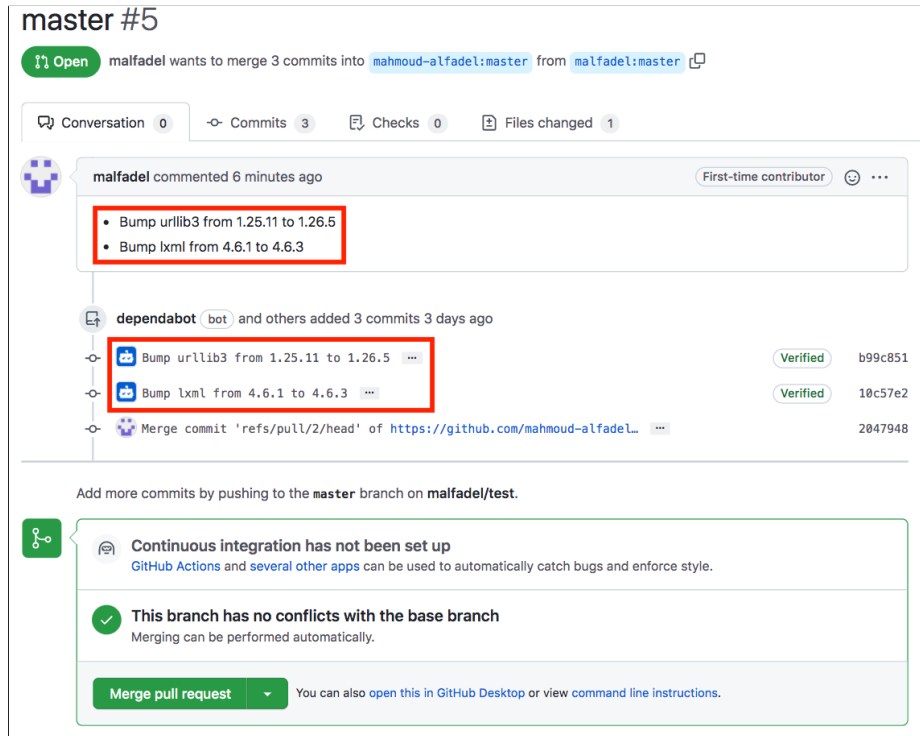 master #5
Open malfadel wants to merge 3 commits into mahmoud-alfadel:master from malfadel:master
Conversation 0 Commits 3 Checks 0 Files changed 1
malfadel commented 6 minutes ago First-time contributor ...
• Bump urllib3 from 1.25.11 to 1.26.5
• Bump lxml from 4.6.1 to 4.6.3
dependabot bot and others added 3 commits 3 days ago
Bump urllib3 from 1.25.11 to 1.26.5 ... Verified b99c851
Bump lxml from 4.6.1 to 4.6.3 ... Verified 10c57e2
Merge commit 'refs/pull/2/head' of https://github.com/mahmoud-alfadel… ... 2047948
Add more commits by pushing to the master branch on malfadel/test.
Continuous integration has not been set up
GitHub Actions and several other apps can be used to automatically catch bugs and enforce style.
This branch has no conflicts with the base branch
Merging can be performed automatically.
Merge pull request You can also open this in GitHub Desktop or view command line instructions.